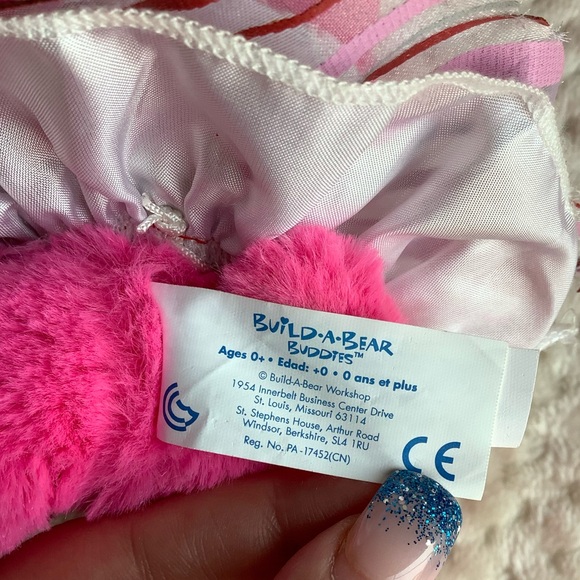 BUILD-A-BEAR
BUDDIES™
Ages 0+ • Edad: +0 • 0 ans et plus
© Build-A-Bear Workshop
1954 Innerbelt Business Center Drive
St. Louis, Missouri 63114
St. Stephens House, Arthur Road
Windsor, Berkshire, SL4 1RU
Reg. No. PA-17452(CN)
CE